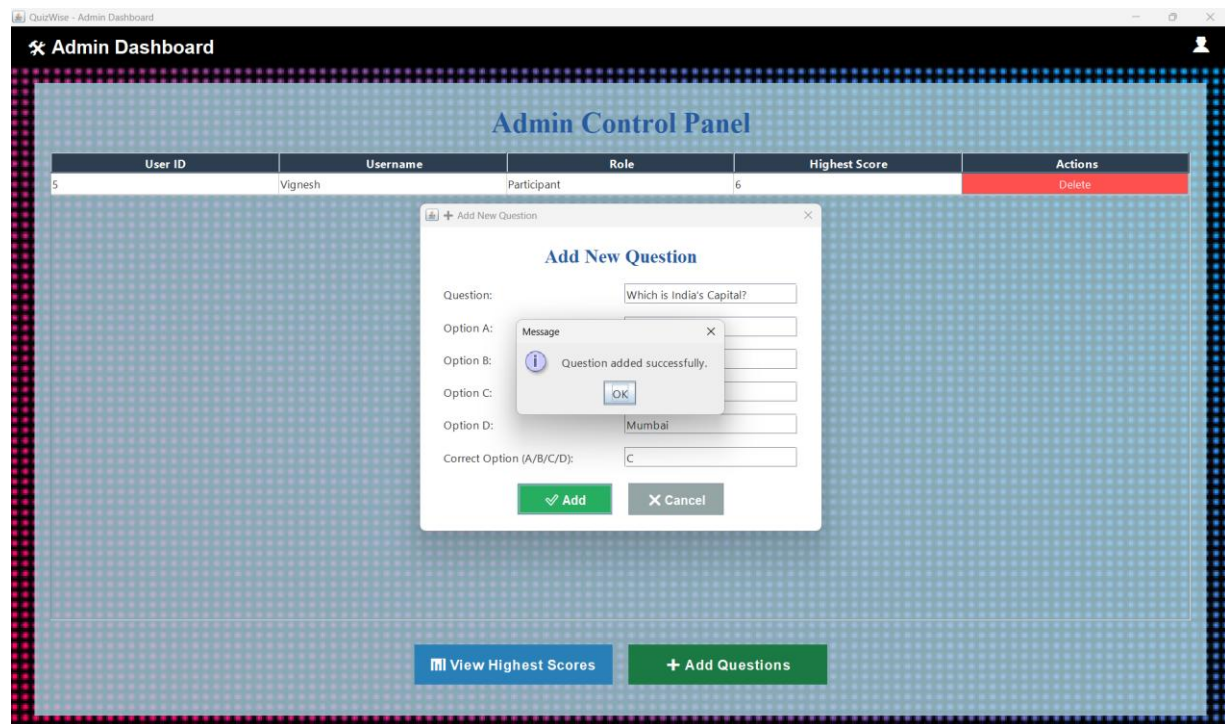 QuizWise - Admin Dashboard
Admin Dashboard
Admin Control Panel
User ID Username Role Highest Score Actions
5 Vignesh Participant 6 Delete
Add New Question
Add New Question
Question: Which is India's Capital?
Option A:
Option B:
Option C:
Option D: Mumbai
Correct Option (A/B/C/D): C
Message
Question added successfully.
OK
Add Cancel
View Highest Scores Add Questions